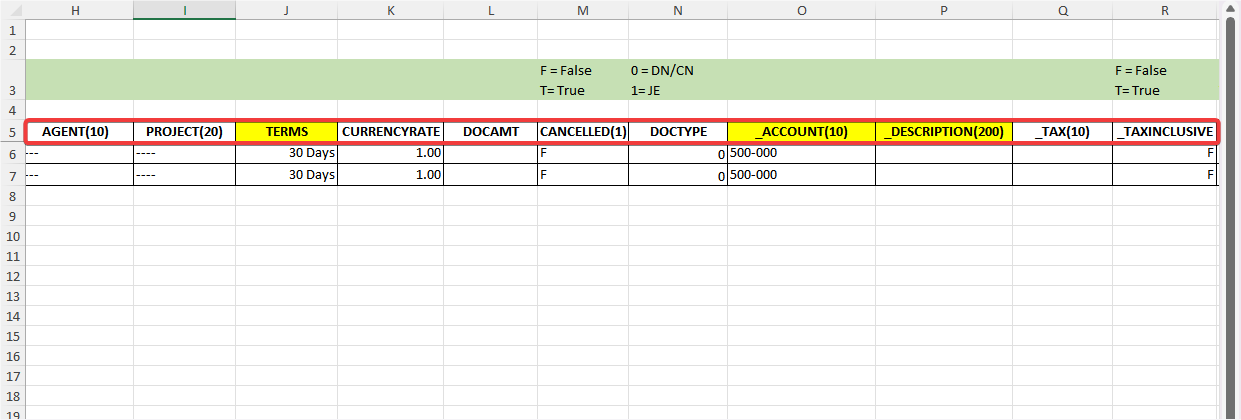 H I J K L M N O P Q R
1
2
F = False 0 = DN/CN F = False
3 T= True 1= JE T= True
4
5 AGENT(10) PROJECT(20) TERMS CURRENCYRATE DOCAMT CANCELLED(1) DOCTYPE _ACCOUNT(10) _DESCRIPTION(200) _TAX(10) _TAXINCLUSIVE
6 --- ---- 30 Days 1.00 F 0 500-000 F
7 --- ---- 30 Days 1.00 F 0 500-000 F
8
9
10
11
12
13
14
15
16
17
18
19